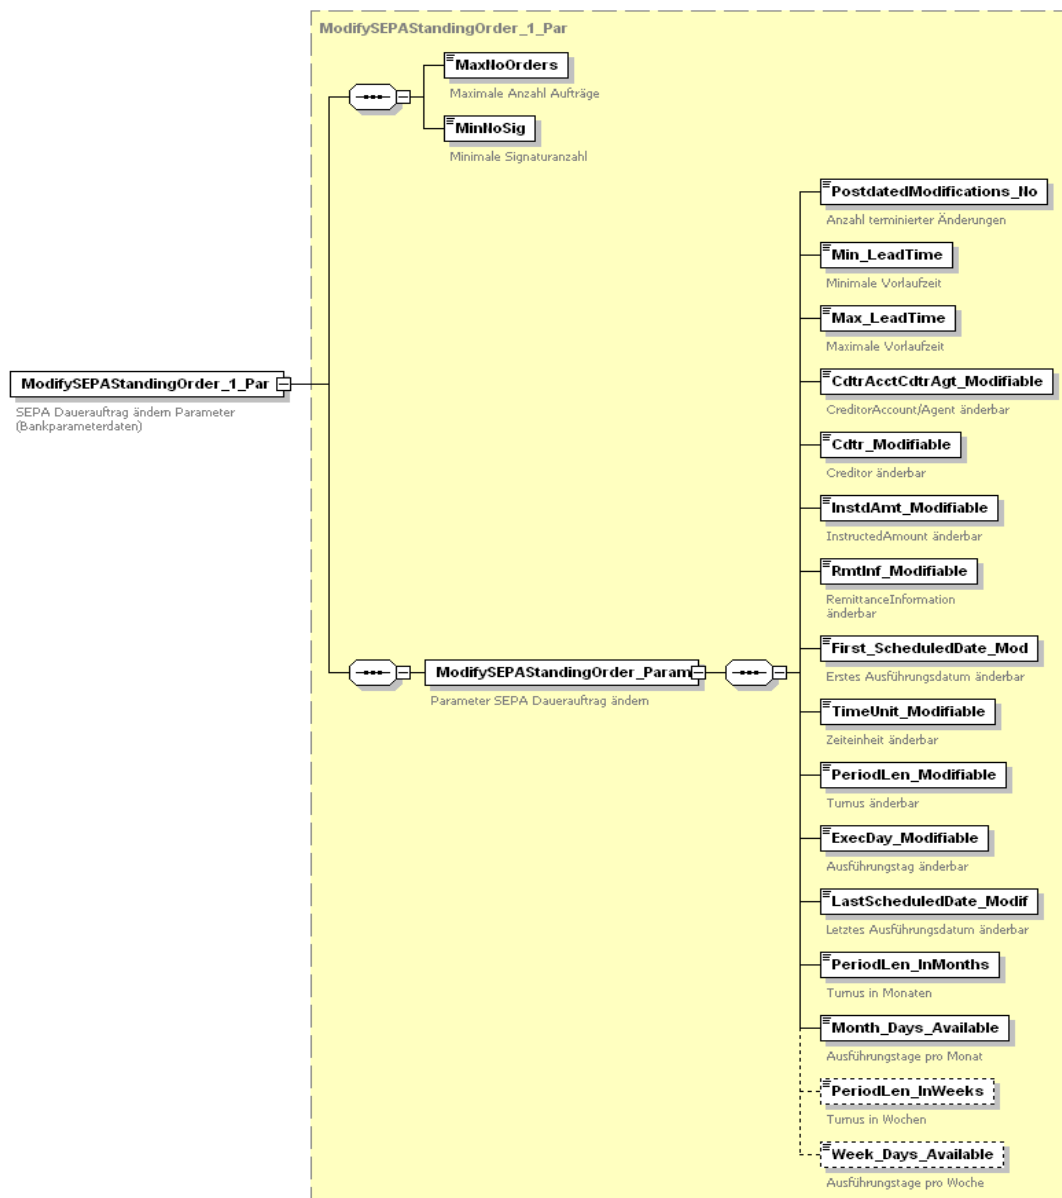 ModifySEPAStandingOrder_1_Par
MaxNoOrders
Maximale Anzahl Aufträge
MinNoSig
Minimale Signaturanzahl
PostdatedModifications_No
Anzahl terminierter Änderungen
Min_LeadTime
Minimale Vorlaufzeit
Max_LeadTime
Maximale Vorlaufzeit
ModifySEPAStandingOrder_1_Par
SEPA Dauerauftrag ändern Parameter
(Bankparameterdaten)
CdtrAcctCdtrAgt_Modifiable
CreditorAccount/Agent änderbar
Cdtr_Modifiable
Creditor änderbar
InstdAmt_Modifiable
InstructedAmount änderbar
RmtInf_Modifiable
RemittanceInformation
änderbar
First_ScheduledDate_Mod
Erstes Ausführungsdatum änderbar
ModifySEPAStandingOrder_Param
Parameter SEPA Dauerauftrag ändern
TimeUnit_Modifiable
Zeiteinheit änderbar
PeriodLen_Modifiable
Turnus änderbar
ExecDay_Modifiable
Ausführungstag änderbar
LastScheduledDate_Modif
Letztes Ausführungsdatum änderbar
PeriodLen_InMonths
Turnus in Monaten
Month_Days_Available
Ausführungstage pro Monat
PeriodLen_InWeeks
Turnus in Wochen
Week_Days_Available
Ausführungstage pro Woche